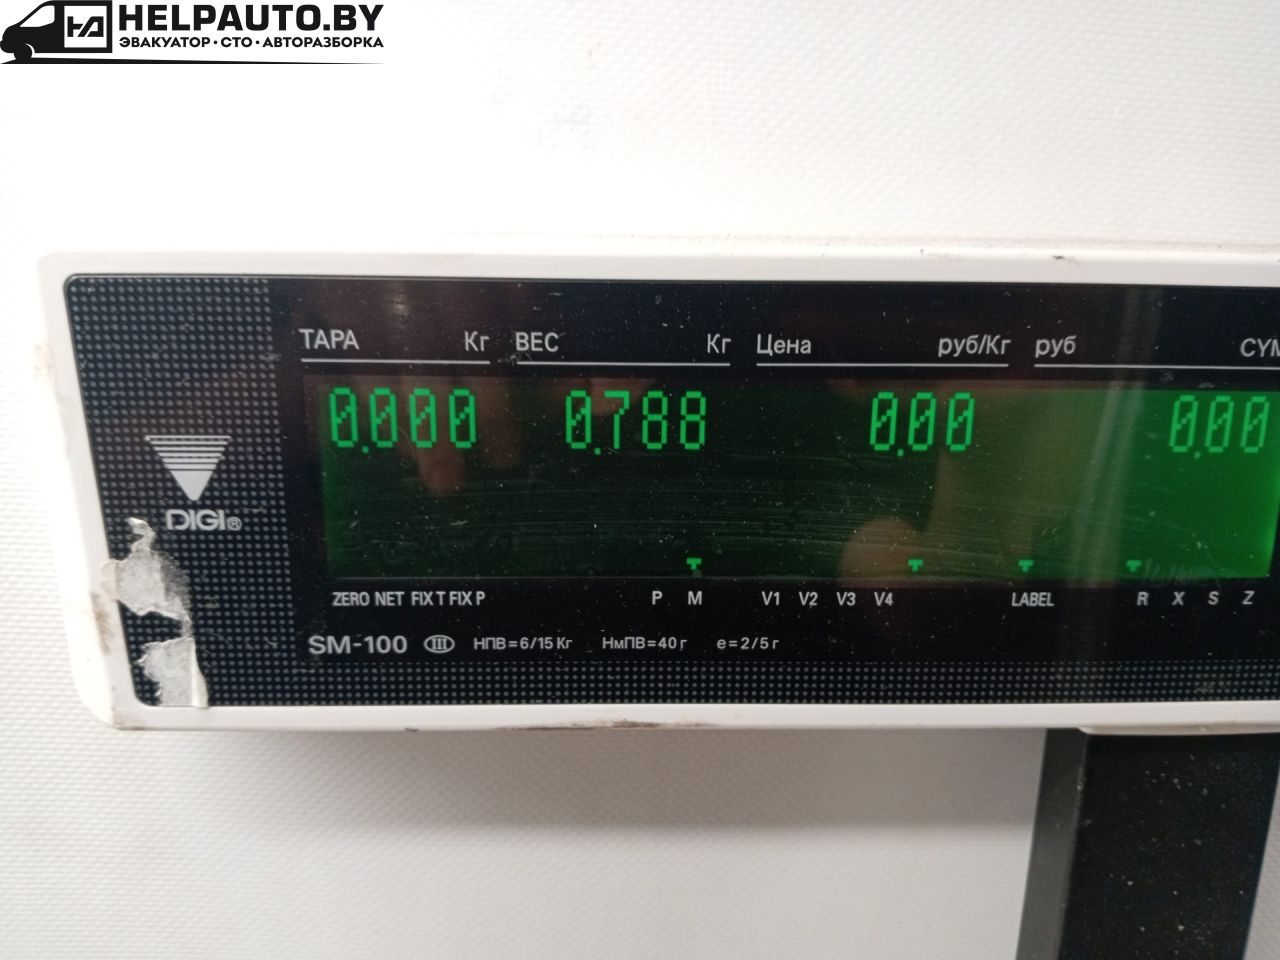 HELPAUTO.BY
ЭВАКУАТОР · СТО · АВТОРАЗБОРКА
ТАРА Кг ВЕС Кг Цена руб/Кг руб
0.000 0.788 0.00 0.00
DIGI®
ZERO NET FIX T FIX P P M V1 V2 V3 V4 LABEL R X S Z
SM-100 III НПВ=6/15 Кг НмПВ=40 г e=2/5 г